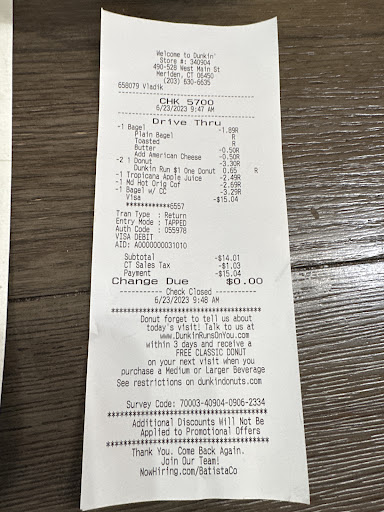 Welcome to Dunkin'
Store #: 340904
490-528 West Main St
Meriden, CT 06450
(203) 630-6635
658079 Vladik
CHK 5700
6/23/2023 9:47 AM
Drive Thru
-1 Bagel -1.89R
Plain Bagel R
Toasted R
Butter -0.50R
Add American Cheese -0.50R
-2 1 Donut -3.30R
Dunkin Run $1 One Donut 0.65 R
-1 Tropicana Apple Juice -2.49R
-1 Md Hot Orig Cof -2.69R
-1 Bagel w/ CC -3.29R
Visa -$15.04
************6557
Tran Type : Return
Entry Mode : TAPPED
Auth Code : 055978
VISA DEBIT
AID: A0000000031010
Subtotal -$14.01
CT Sales Tax -$1.03
Payment -$15.04
Change Due $0.00
---------- Check Closed ----------
6/23/2023 9:48 AM
Donut forget to tell us about
today's visit! Talk to us at
www.DunkinRunsOnYou.com
within 3 days and receive a
FREE CLASSIC DONUT
on your next visit when you
purchase a Medium or Larger Beverage
See restrictions on dunkindonuts.com
Survey Code: 70003-40904-0906-2334
Additional Discounts Will Not Be
Applied to Promotional Offers
Thank You. Come Back Again.
Join Our Team!
NowHiring.com/BatistaCo